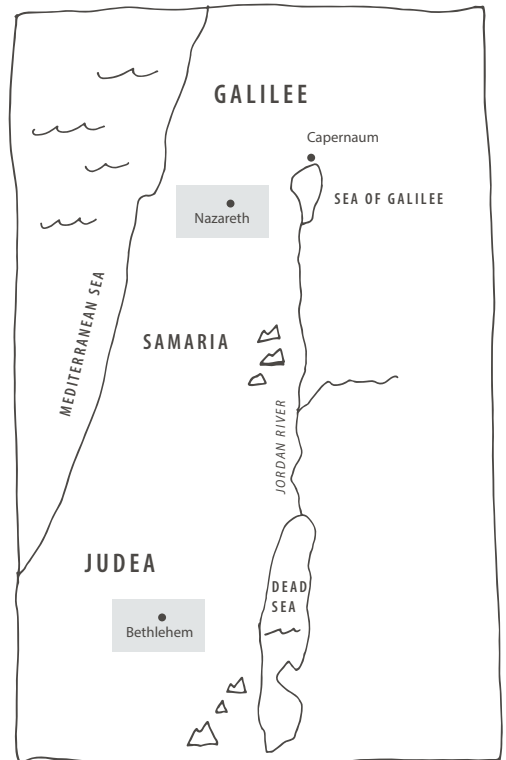 GALILEE
Capernaum
SEA OF GALILEE
Nazareth
MEDITERRANEAN SEA
SAMARIA
JORDAN RIVER
JUDEA
DEAD
SEA
Bethlehem